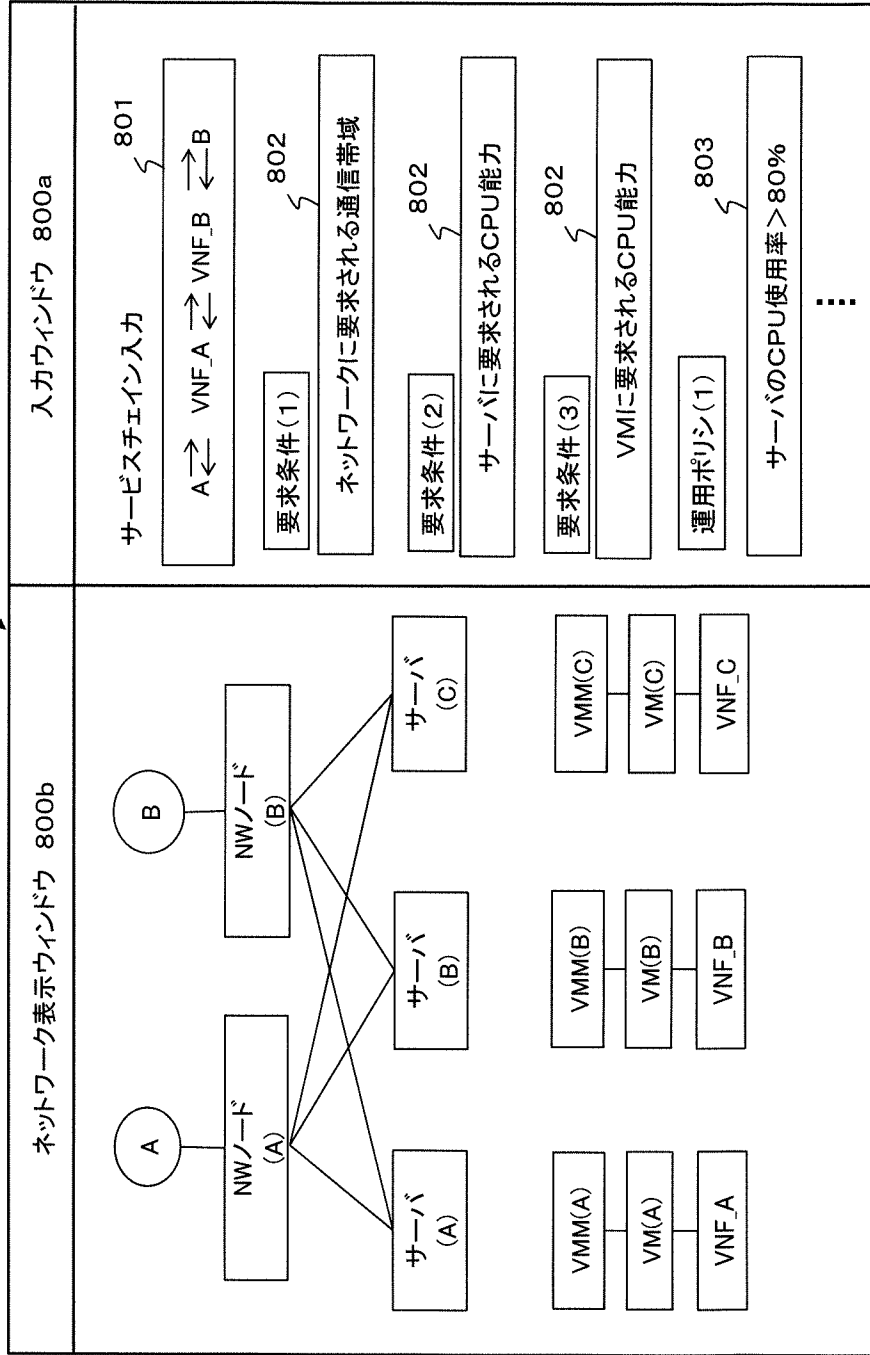 ネットワーク表示ウィンドウ 800b
A
B
NWノード
(A)
NWノード
(B)
サーバ
(A)
サーバ
(B)
サーバ
(C)
VMM(A)
VM(A)
VNF_A
VMM(B)
VM(B)
VNF_B
VMM(C)
VM(C)
VNF_C
入力ウィンドウ 800a
サービスチェイン入力
801
A ⇄ VNF_A ⇄ VNF_B ⇄ B
要求条件(1)
802
ネットワークに要求される通信帯域
要求条件(2)
802
サーバに要求されるCPU能力
要求条件(3)
802
VMに要求されるCPU能力
運用ポリシ(1)
803
サーバのCPU使用率>80%
⋯